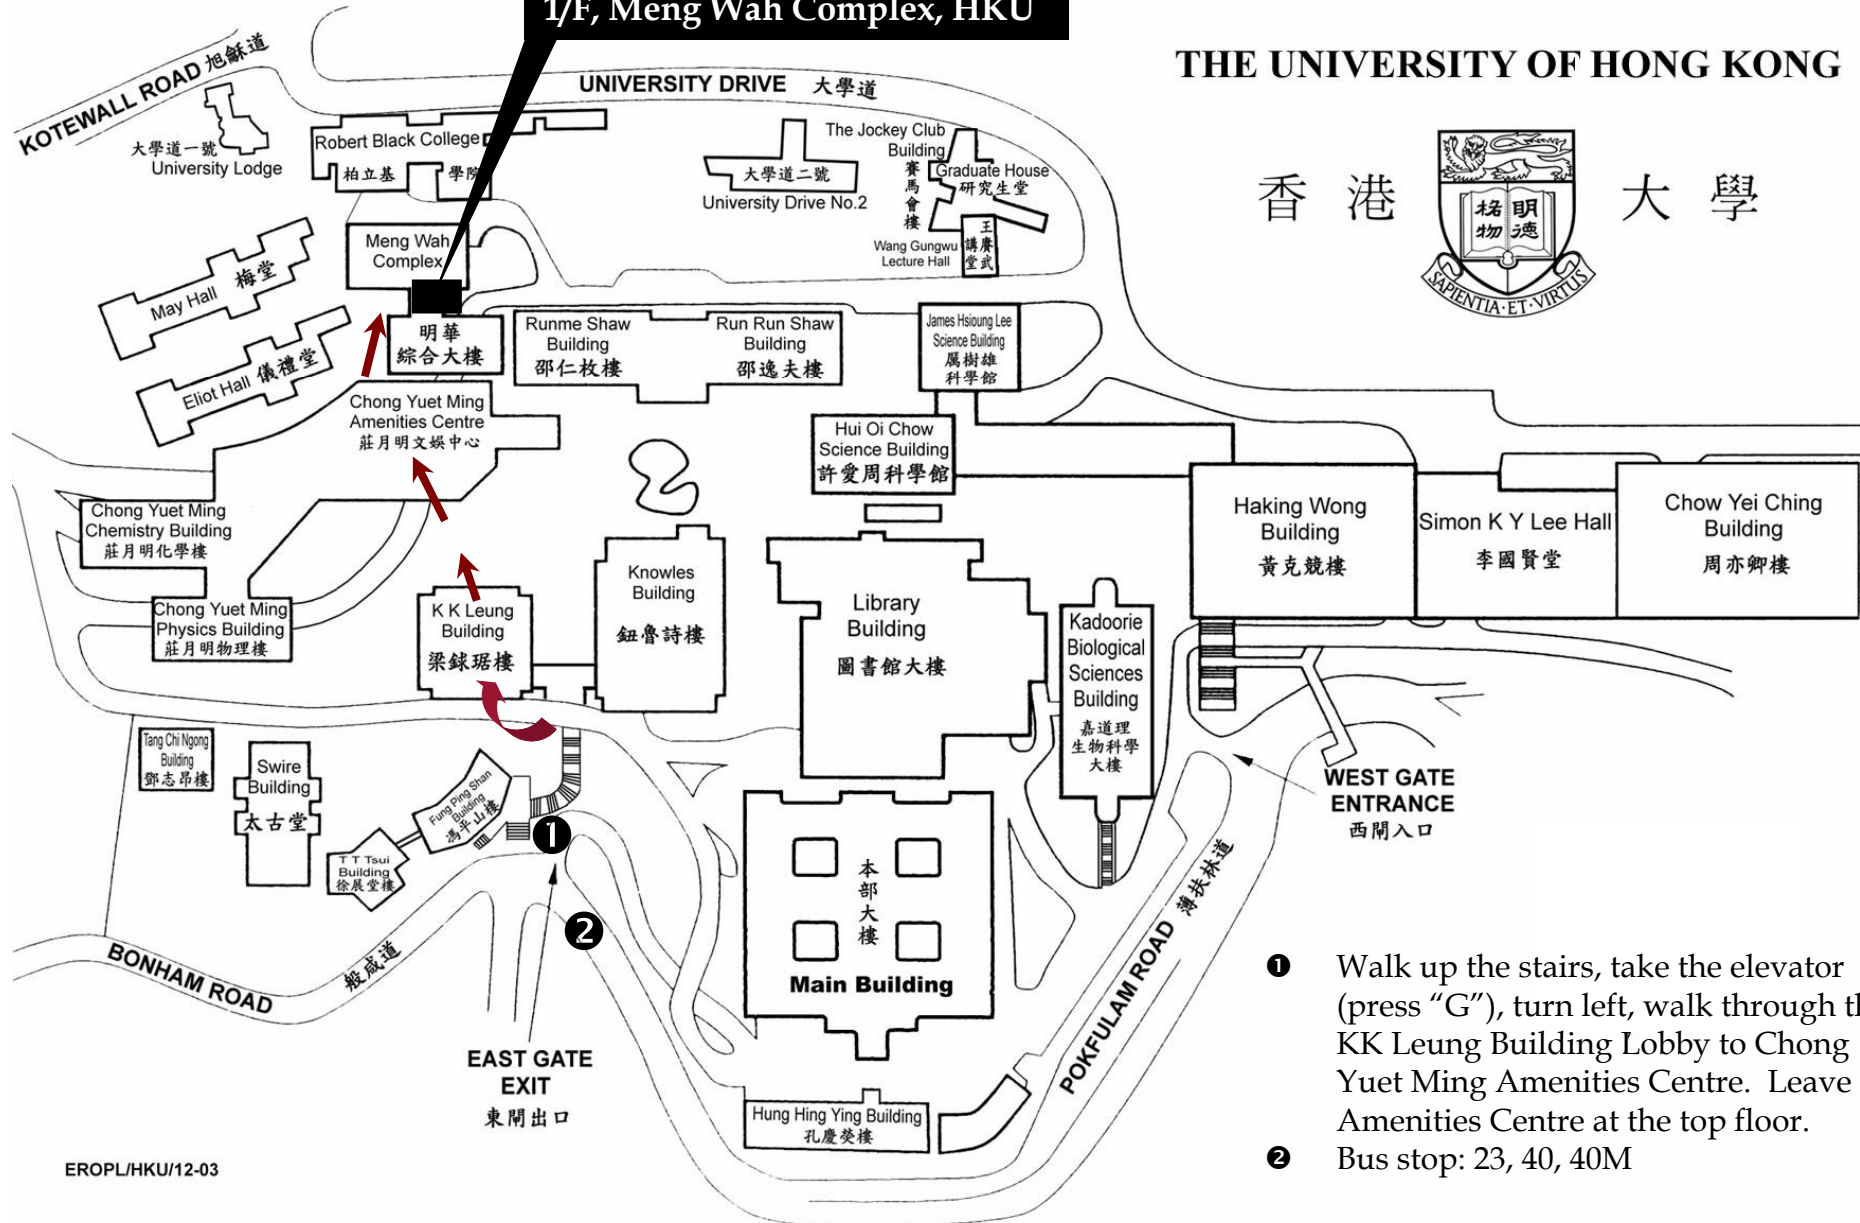 1/F, Meng Wah Complex, HKU
THE UNIVERSITY OF HONG KONG
香 港 大 學
明德
格物
SAPIENTIA·ET·VIRTUS
KOTEWALL ROAD 旭龢道
UNIVERSITY DRIVE 大學道
大學道一號
University Lodge
Robert Black College
柏立基 學院
大學道二號
University Drive No.2
The Jockey Club
Building
賽馬會樓
Graduate House
研究生堂
Wang Gungwu
Lecture Hall
王賡武
講堂
Meng Wah
Complex
明華
綜合大樓
May Hall 梅堂
Eliot Hall 儀禮堂
Runme Shaw
Building
邵仁枚樓
Run Run Shaw
Building
邵逸夫樓
James Hsioung Lee
Science Building
厲樹雄
科學館
Chong Yuet Ming
Amenities Centre
莊月明文娛中心
Hui Oi Chow
Science Building
許愛周科學館
Chong Yuet Ming
Chemistry Building
莊月明化學樓
Haking Wong
Building
黃克競樓
Simon K Y Lee Hall
李國賢堂
Chow Yei Ching
Building
周亦卿樓
Chong Yuet Ming
Physics Building
莊月明物理樓
K K Leung
Building
梁銶琚樓
Knowles
Building
鈕魯詩樓
Library
Building
圖書館大樓
Kadoorie
Biological
Sciences
Building
嘉道理
生物科學
大樓
Tang Chi Ngong
Building
鄧志昂樓
Swire
Building
太古堂
Fung Ping Shan
Building
馮平山樓
T T Tsui
Building
徐展堂樓
❶
❷
WEST GATE
ENTRANCE
西閘入口
本部大樓
Main Building
BONHAM ROAD 般咸道
POKFULAM ROAD 薄扶林道
EAST GATE
EXIT
東閘出口
Hung Hing Ying Building
孔慶熒樓
❶ Walk up the stairs, take the elevator
(press “G”), turn left, walk through th
KK Leung Building Lobby to Chong
Yuet Ming Amenities Centre. Leave
Amenities Centre at the top floor.
❷ Bus stop: 23, 40, 40M
EROPL/HKU/12-03